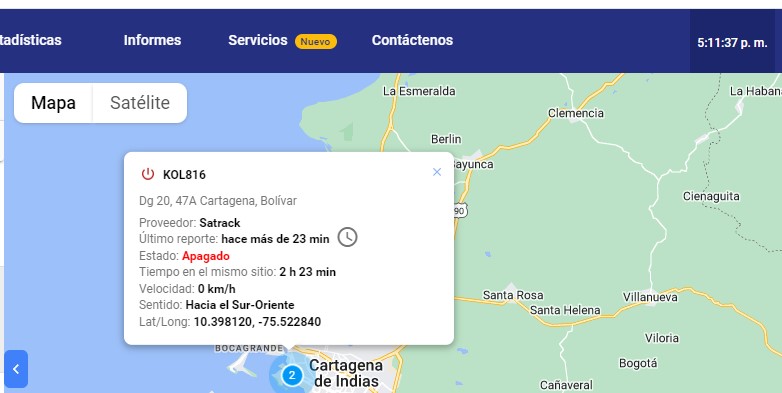 tadísticas Informes Servicios Nuevo Contáctenos 5:11:37 p. m.
Mapa Satélite
La Esmeralda
La Habana
Clemencia
Berlin
Bayunca
KOL816
Cienaguita
Dg 20, 47A Cartagena, Bolívar
90
Proveedor: Satrack
Último reporte: hace más de 23 min
Estado: Apagado
Tiempo en el mismo sitio: 2 h 23 min
Velocidad: 0 km/h
Sentido: Hacia el Sur-Oriente
Lat/Long: 10.398120, -75.522840
Santa Rosa
Villanueva
Santa Helena
Viloria
BOCAGRANDE
Bogotá
Cartagena
de Indias
2
Cañaveral